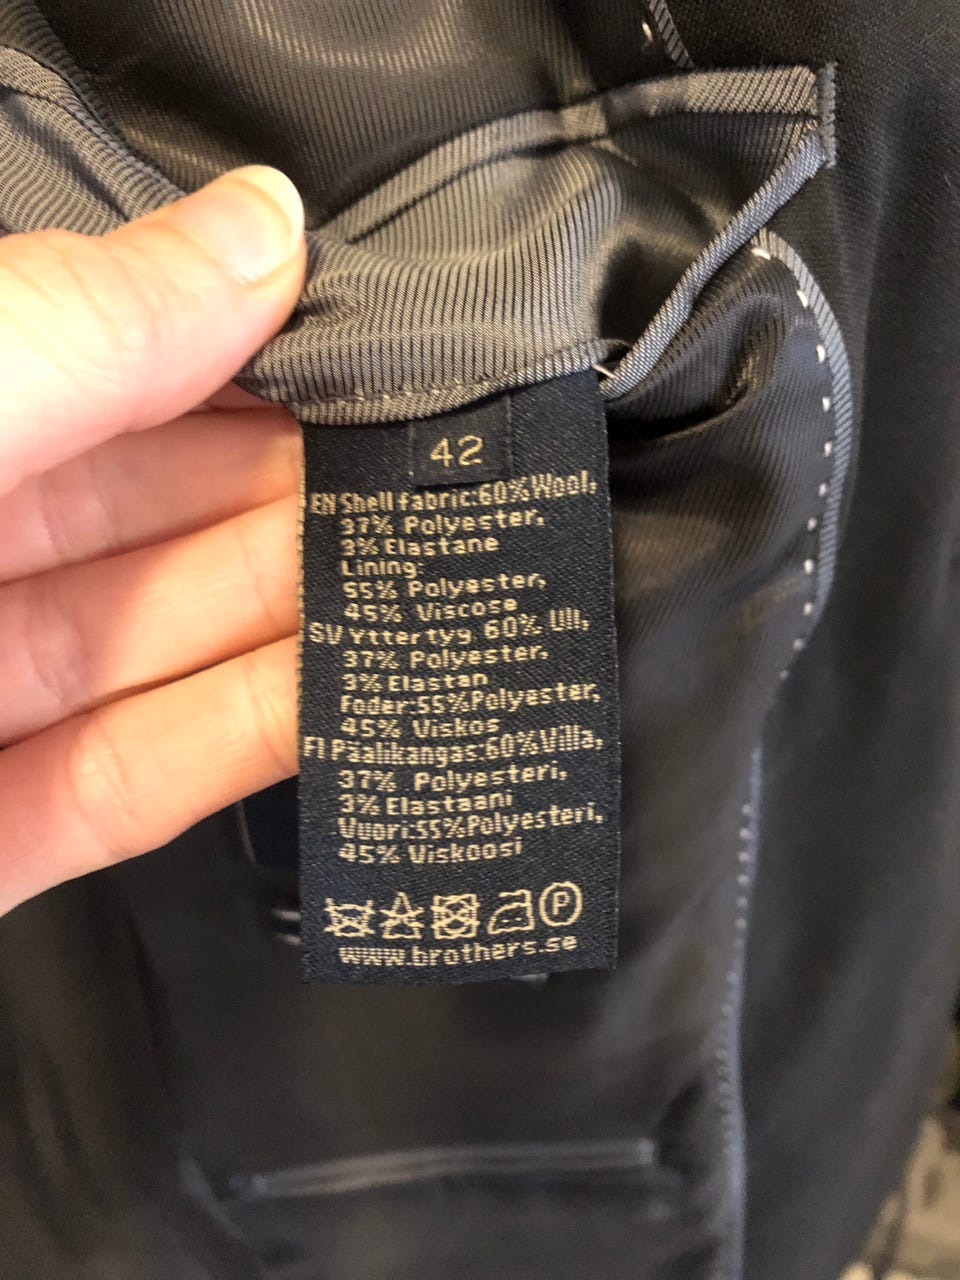 42
EN Shell fabric:60%Wool,
37% Polyester,
3% Elastane
Lining:
55% Polyester,
45% Viscose
SV Yttertyg 60% Ull,
37% Polyester,
3% Elastan
Foder:55%Polyester,
45% Viskos
FI Päälikangas:60%Villa,
37% Polyesteri,
3% Elastaani
Vuori:55%Polyesteri,
45% Viskoosi
P
www.brothers.se